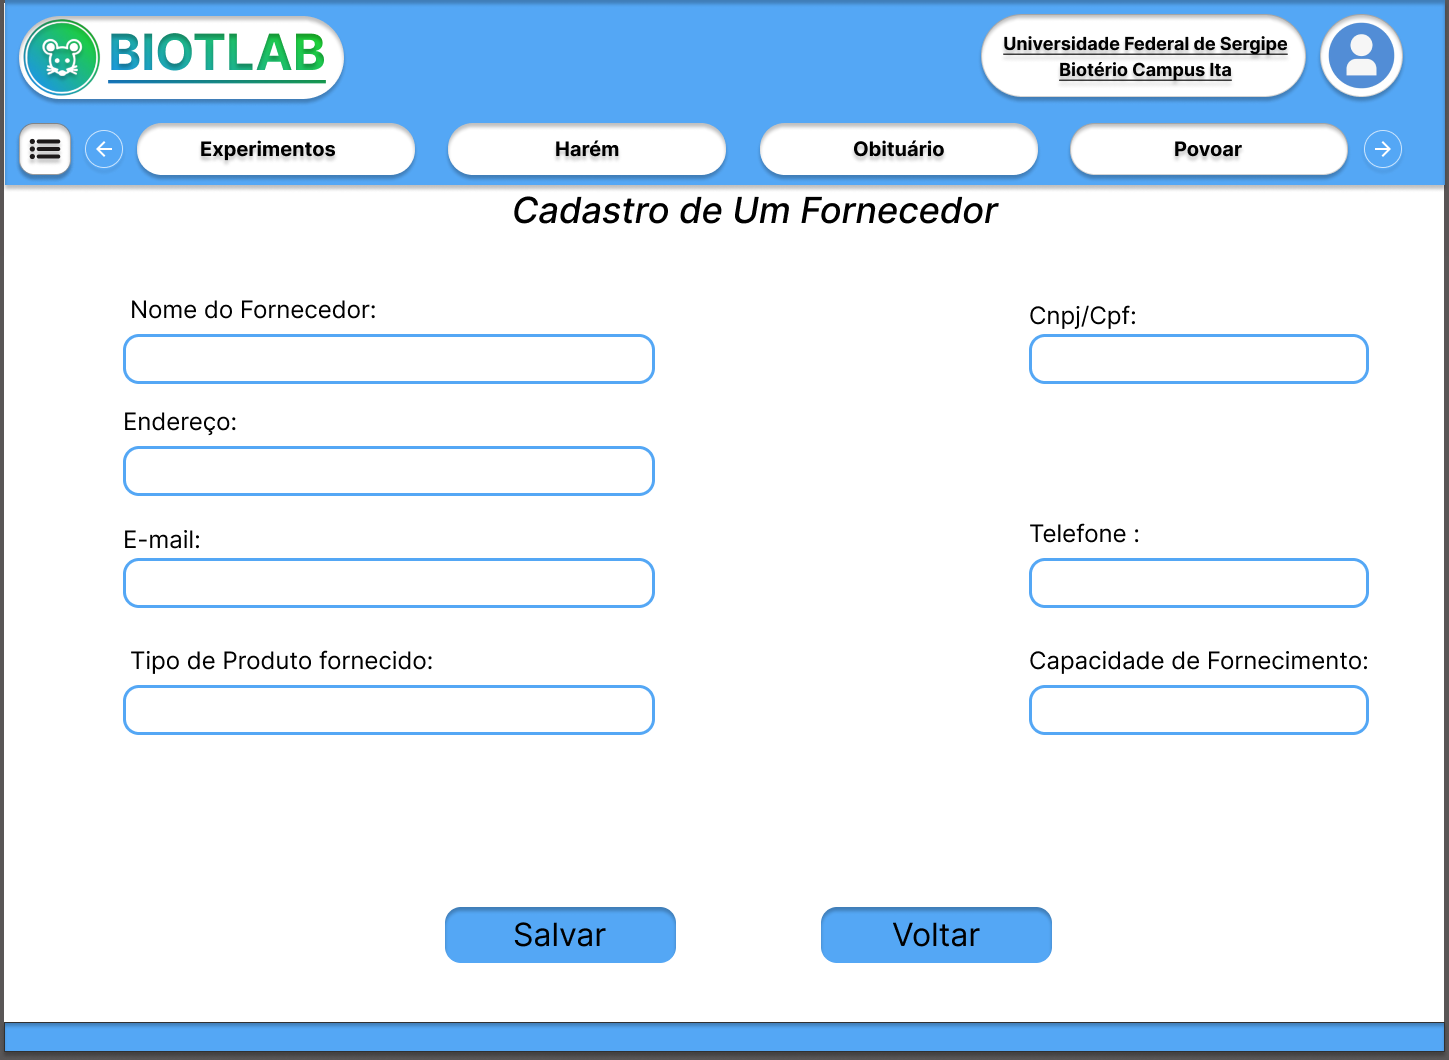 BIOTLAB
Universidade Federal de Sergipe
Biotério Campus Ita
Experimentos
Harém
Obituário
Povoar
Cadastro de Um Fornecedor
Nome do Fornecedor:
Cnpj/Cpf:
Endereço:
E-mail:
Telefone :
Tipo de Produto fornecido:
Capacidade de Fornecimento:
Salvar
Voltar